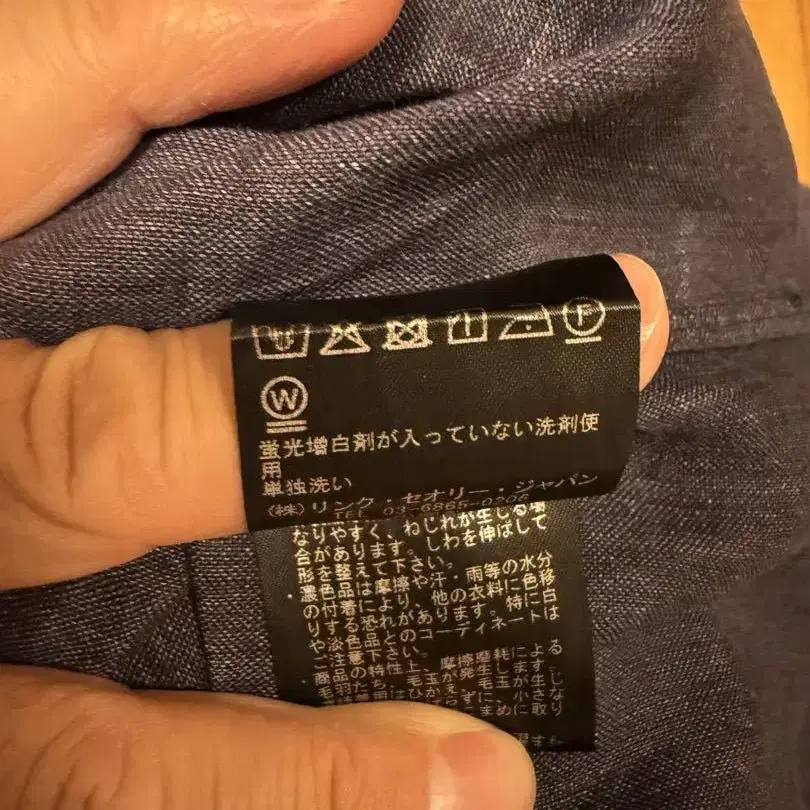 W
蛍光増白剤が入っていない洗剤使
用
単独洗い
(株)リンク・セオリー・ジャパン
TEL 03-6865-0206
なりやすく、ねじれが生じる場
合があります。しわを伸ばして
形を整えて下さい。
・濃色品は摩擦や汗・雨等の水分
の付着により、他の衣料に色移
りする恐れがあります。特に白
や淡色品とのコーディネートは
ご注意下さい。
・商品の特性上、摩擦磨耗による